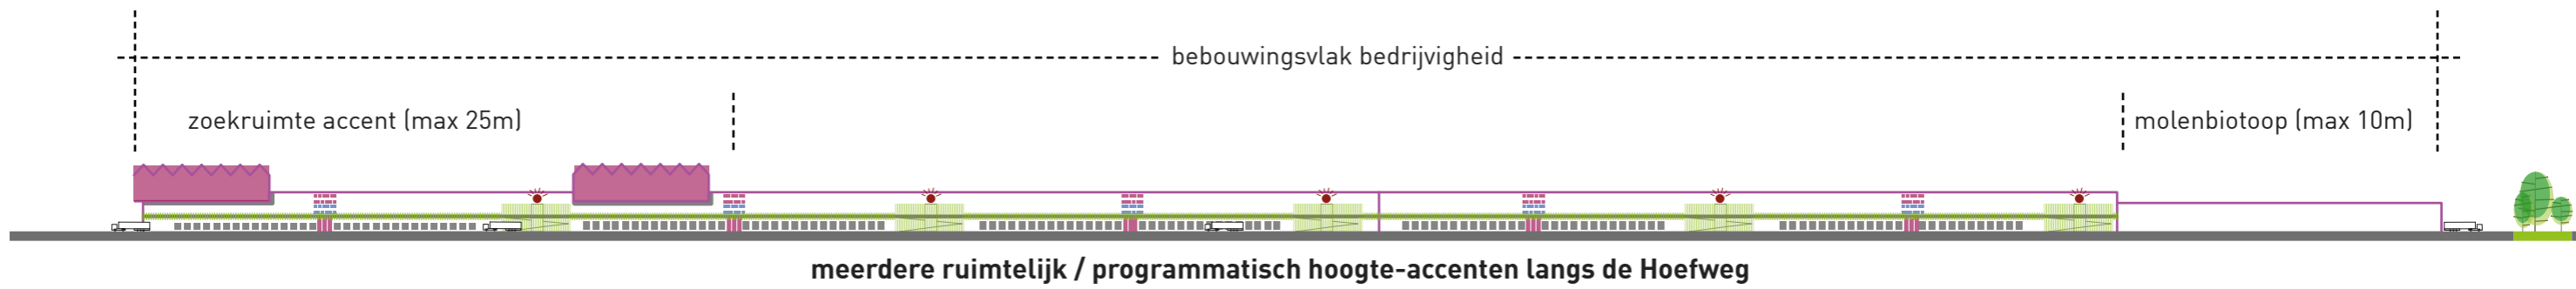 bebouwingsvlak bedrijvigheid
zoekruimte accent (max 25m)
molenbiotoop (max 10m)
meerdere ruimtelijk / programmatisch hoogte-accenten langs de Hoefweg